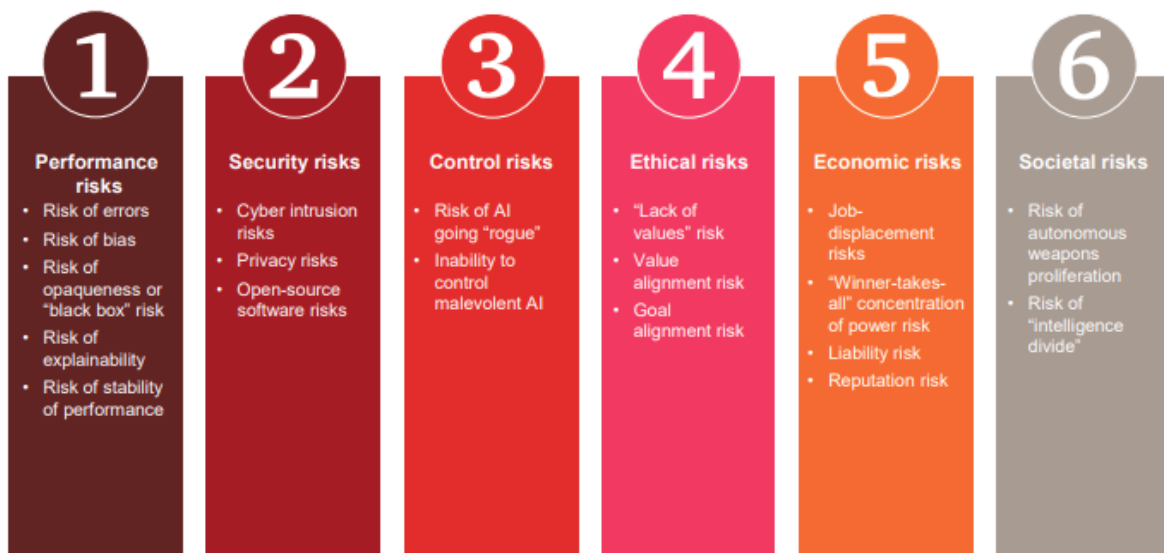 1
Performance
risks
• Risk of errors
• Risk of bias
• Risk of
opaqueness or
“black box” risk
• Risk of
explainability
• Risk of stability
of performance
2
Security risks
• Cyber intrusion
risks
• Privacy risks
• Open-source
software risks
3
Control risks
• Risk of AI
going “rogue”
• Inability to
control
malevolent AI
4
Ethical risks
• “Lack of
values” risk
• Value
alignment risk
• Goal
alignment risk
5
Economic risks
• Job-
displacement
risks
• “Winner-takes-
all” concentration
of power risk
• Liability risk
• Reputation risk
6
Societal risks
• Risk of
autonomous
weapons
proliferation
• Risk of
“intelligence
divide”